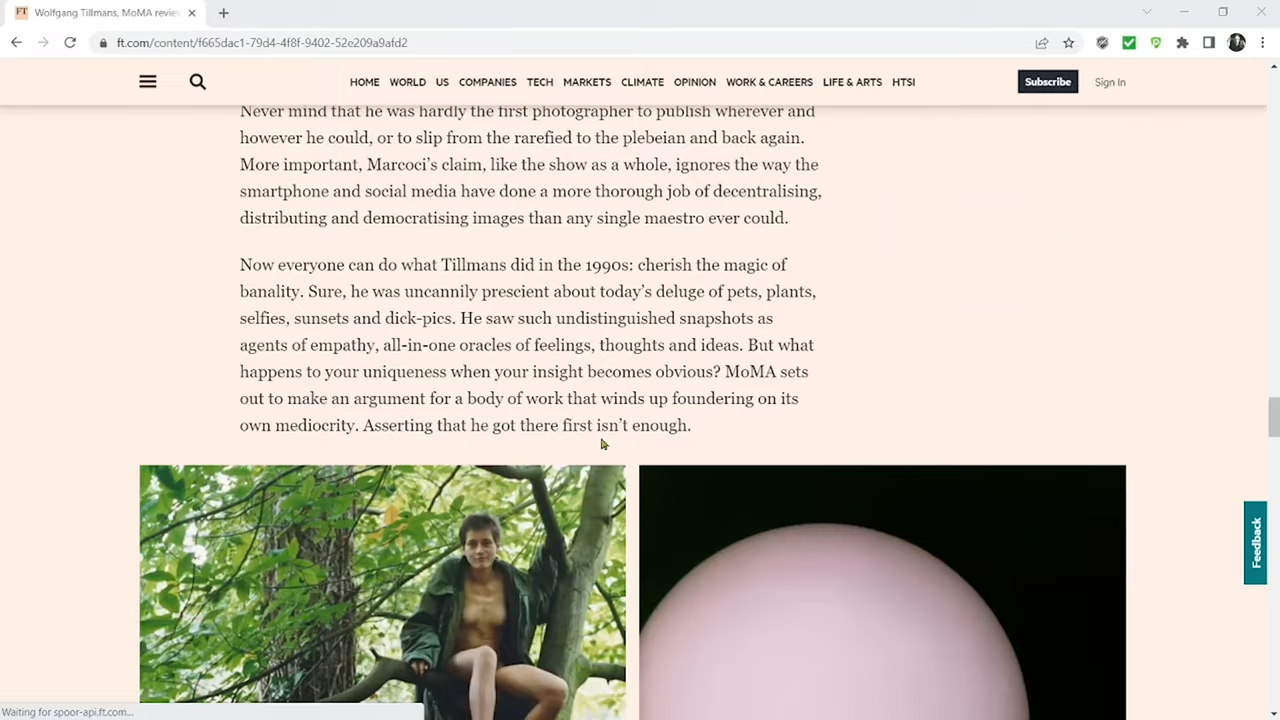 FT Wolfgang Tillmans, MoMA revie
ft.com/content/f665dac1-79d4-4f8f-9402-52e209a9afd2
HOME WORLD US COMPANIES TECH MARKETS CLIMATE OPINION WORK & CAREERS LIFE & ARTS HTSI Subscribe Sign In
Never mind that he was hardly the first photographer to publish wherever and
however he could, or to slip from the rarefied to the plebeian and back again.
More important, Marcoci's claim, like the show as a whole, ignores the way the
smartphone and social media have done a more thorough job of decentralising,
distributing and democratising images than any single maestro ever could.
Now everyone can do what Tillmans did in the 1990s: cherish the magic of
banality. Sure, he was uncannily prescient about today's deluge of pets, plants,
selfies, sunsets and dick-pics. He saw such undistinguished snapshots as
agents of empathy, all-in-one oracles of feelings, thoughts and ideas. But what
happens to your uniqueness when your insight becomes obvious? MoMA sets
out to make an argument for a body of work that winds up foundering on its
own mediocrity. Asserting that he got there first isn't enough.
Feedback
Waiting for spoor-api.ft.com...